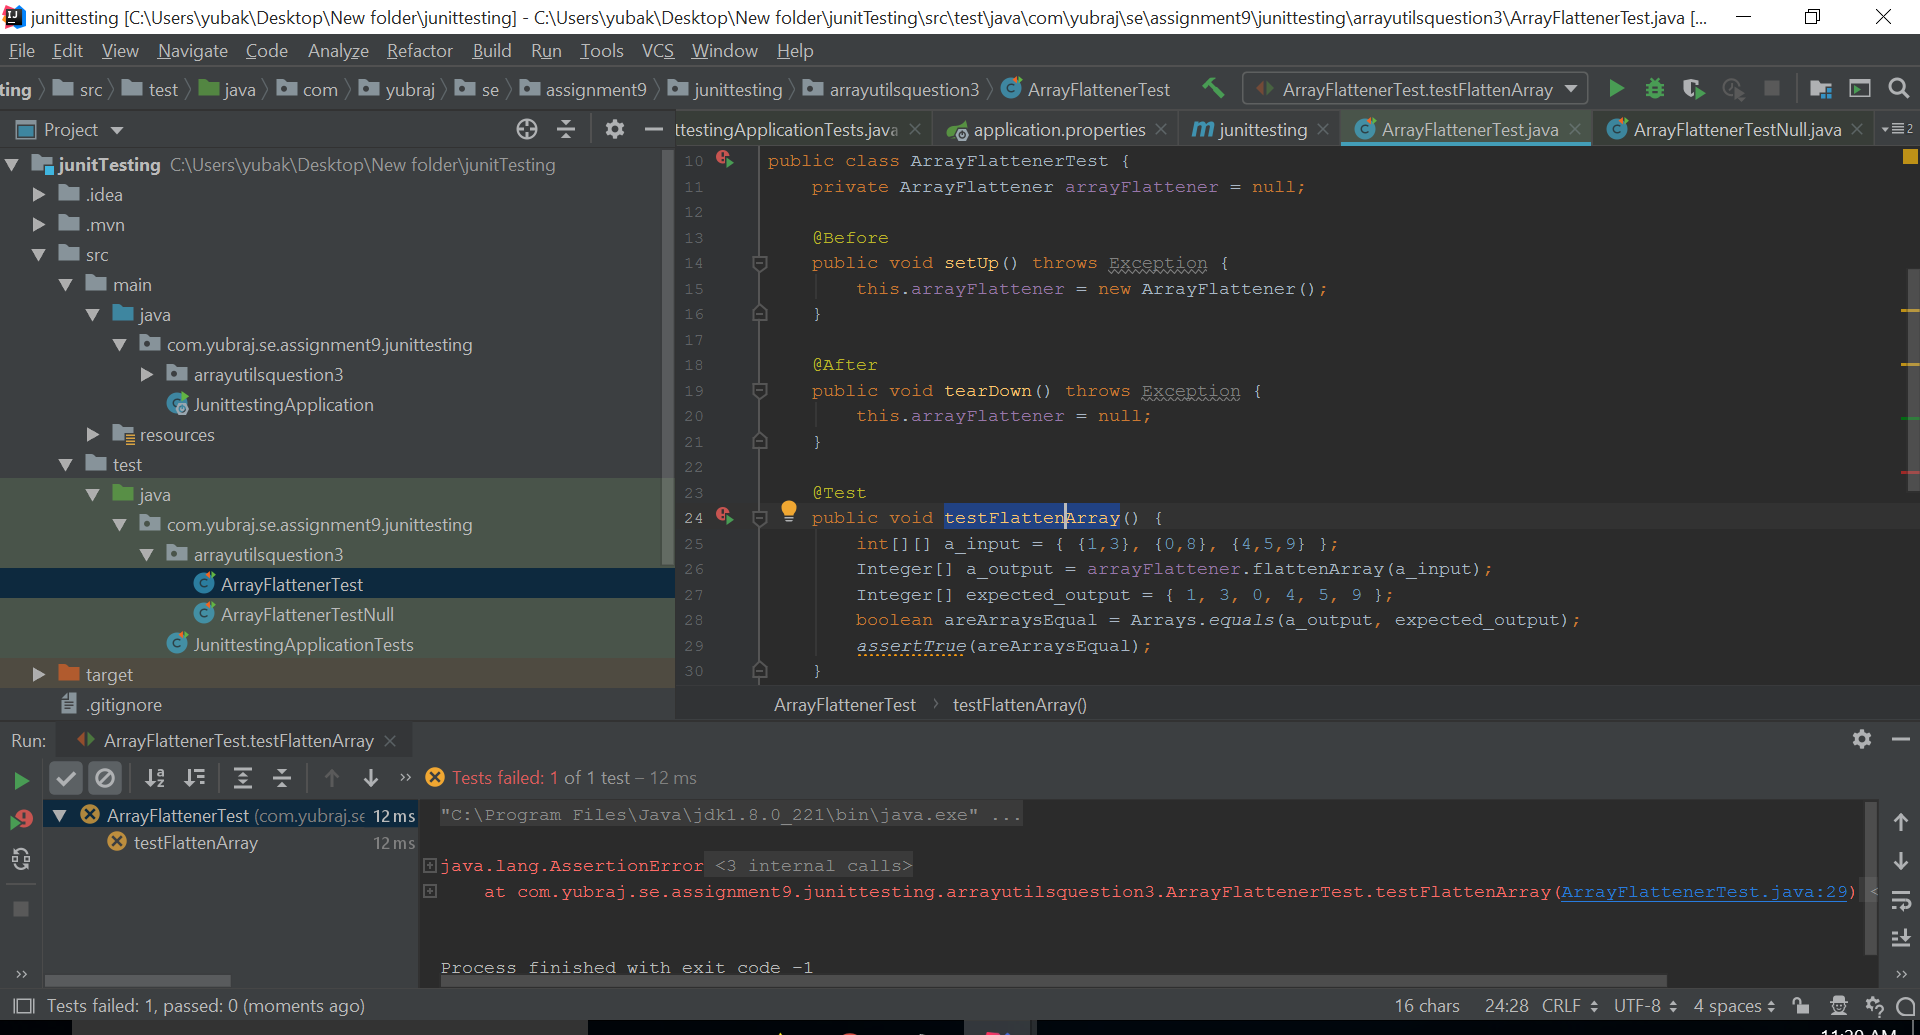 junittesting [C:\Users\yubak\Desktop\New folder\junittesting] - C:\Users\yubak\Desktop\New folder\junitTesting\src\test\java\com\yubraj\se\assignment9\junittesting\arrayutilsquestion3\ArrayFlattenerTest.java [...
File Edit View Navigate Code Analyze Refactor Build Run Tools VCS Window Help
ting src test java com yubraj se assignment9 junittesting arrayutilsquestion3 ArrayFlattenerTest ArrayFlattenerTest.testFlattenArray
Project
ttestingApplicationTests.java application.properties junittesting ArrayFlattenerTest.java ArrayFlattenerTestNull.java 2
junitTesting C:\Users\yubak\Desktop\New folder\junitTesting
.idea
.mvn
src
main
java
com.yubraj.se.assignment9.junittesting
arrayutilsquestion3
JunittestingApplication
resources
test
java
com.yubraj.se.assignment9.junittesting
arrayutilsquestion3
ArrayFlattenerTest
ArrayFlattenerTestNull
JunittestingApplicationTests
target
.gitignore
10 public class ArrayFlattenerTest {
11 private ArrayFlattener arrayFlattener = null;
12
13 @Before
14 public void setUp() throws Exception {
15 this.arrayFlattener = new ArrayFlattener();
16 }
17
18 @After
19 public void tearDown() throws Exception {
20 this.arrayFlattener = null;
21 }
22
23 @Test
24 public void testFlattenArray() {
25 int[][] a_input = { {1,3}, {0,8}, {4,5,9} };
26 Integer[] a_output = arrayFlattener.flattenArray(a_input);
27 Integer[] expected_output = { 1, 3, 0, 4, 5, 9 };
28 boolean areArraysEqual = Arrays.equals(a_output, expected_output);
29 assertTrue(areArraysEqual);
30 }
ArrayFlattenerTest testFlattenArray()
Run: ArrayFlattenerTest.testFlattenArray
Tests failed: 1 of 1 test – 12 ms
ArrayFlattenerTest (com.yubraj.se 12 ms
testFlattenArray 12 ms
"C:\Program Files\Java\jdk1.8.0_221\bin\java.exe" ...
java.lang.AssertionError <3 internal calls>
at com.yubraj.se.assignment9.junittesting.arrayutilsquestion3.ArrayFlattenerTest.testFlattenArray(ArrayFlattenerTest.java:29) <
Process finished with exit code -1
Tests failed: 1, passed: 0 (moments ago)
16 chars 24:28 CRLF UTF-8 4 spaces